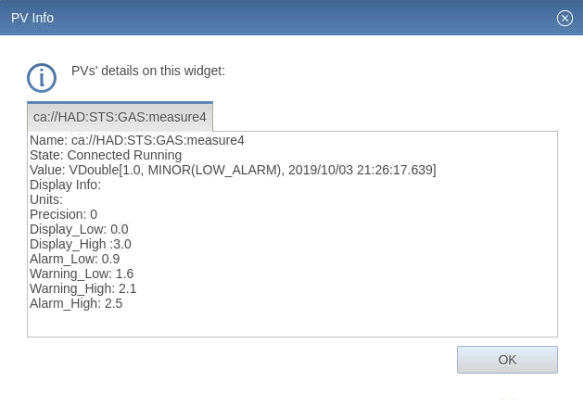 PV Info
PVs' details on this widget:
ca://HAD:STS:GAS:measure4
Name: ca://HAD:STS:GAS:measure4
State: Connected Running
Value: VDouble[1.0, MINOR(LOW_ALARM), 2019/10/03 21:26:17.639]
Display Info:
Units:
Precision: 0
Display_Low: 0.0
Display_High :3.0
Alarm_Low: 0.9
Warning_Low: 1.6
Warning_High: 2.1
Alarm_High: 2.5
OK